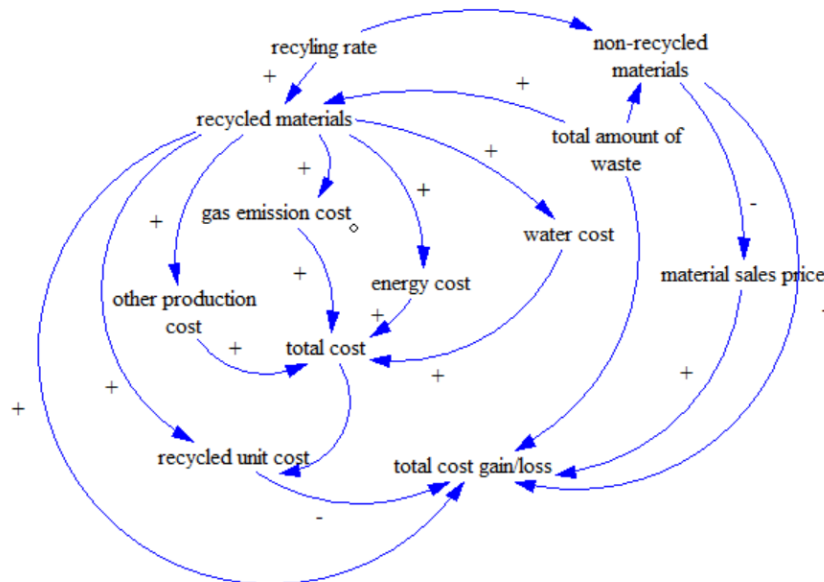 recyling rate
non-recycled
materials
+
+
recycled materials
total amount of
waste
+
+
+
gas emission cost
-
+
water cost
other production
cost
+
energy cost
material sales price
+
+
total cost
+
+
+
+
recycled unit cost
total cost gain/loss
-